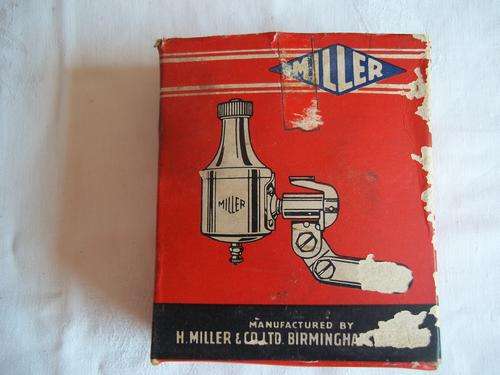 MILLER
MILLER
MANUFACTURED BY
H. MILLER & CO. LTD. BIRMINGHA